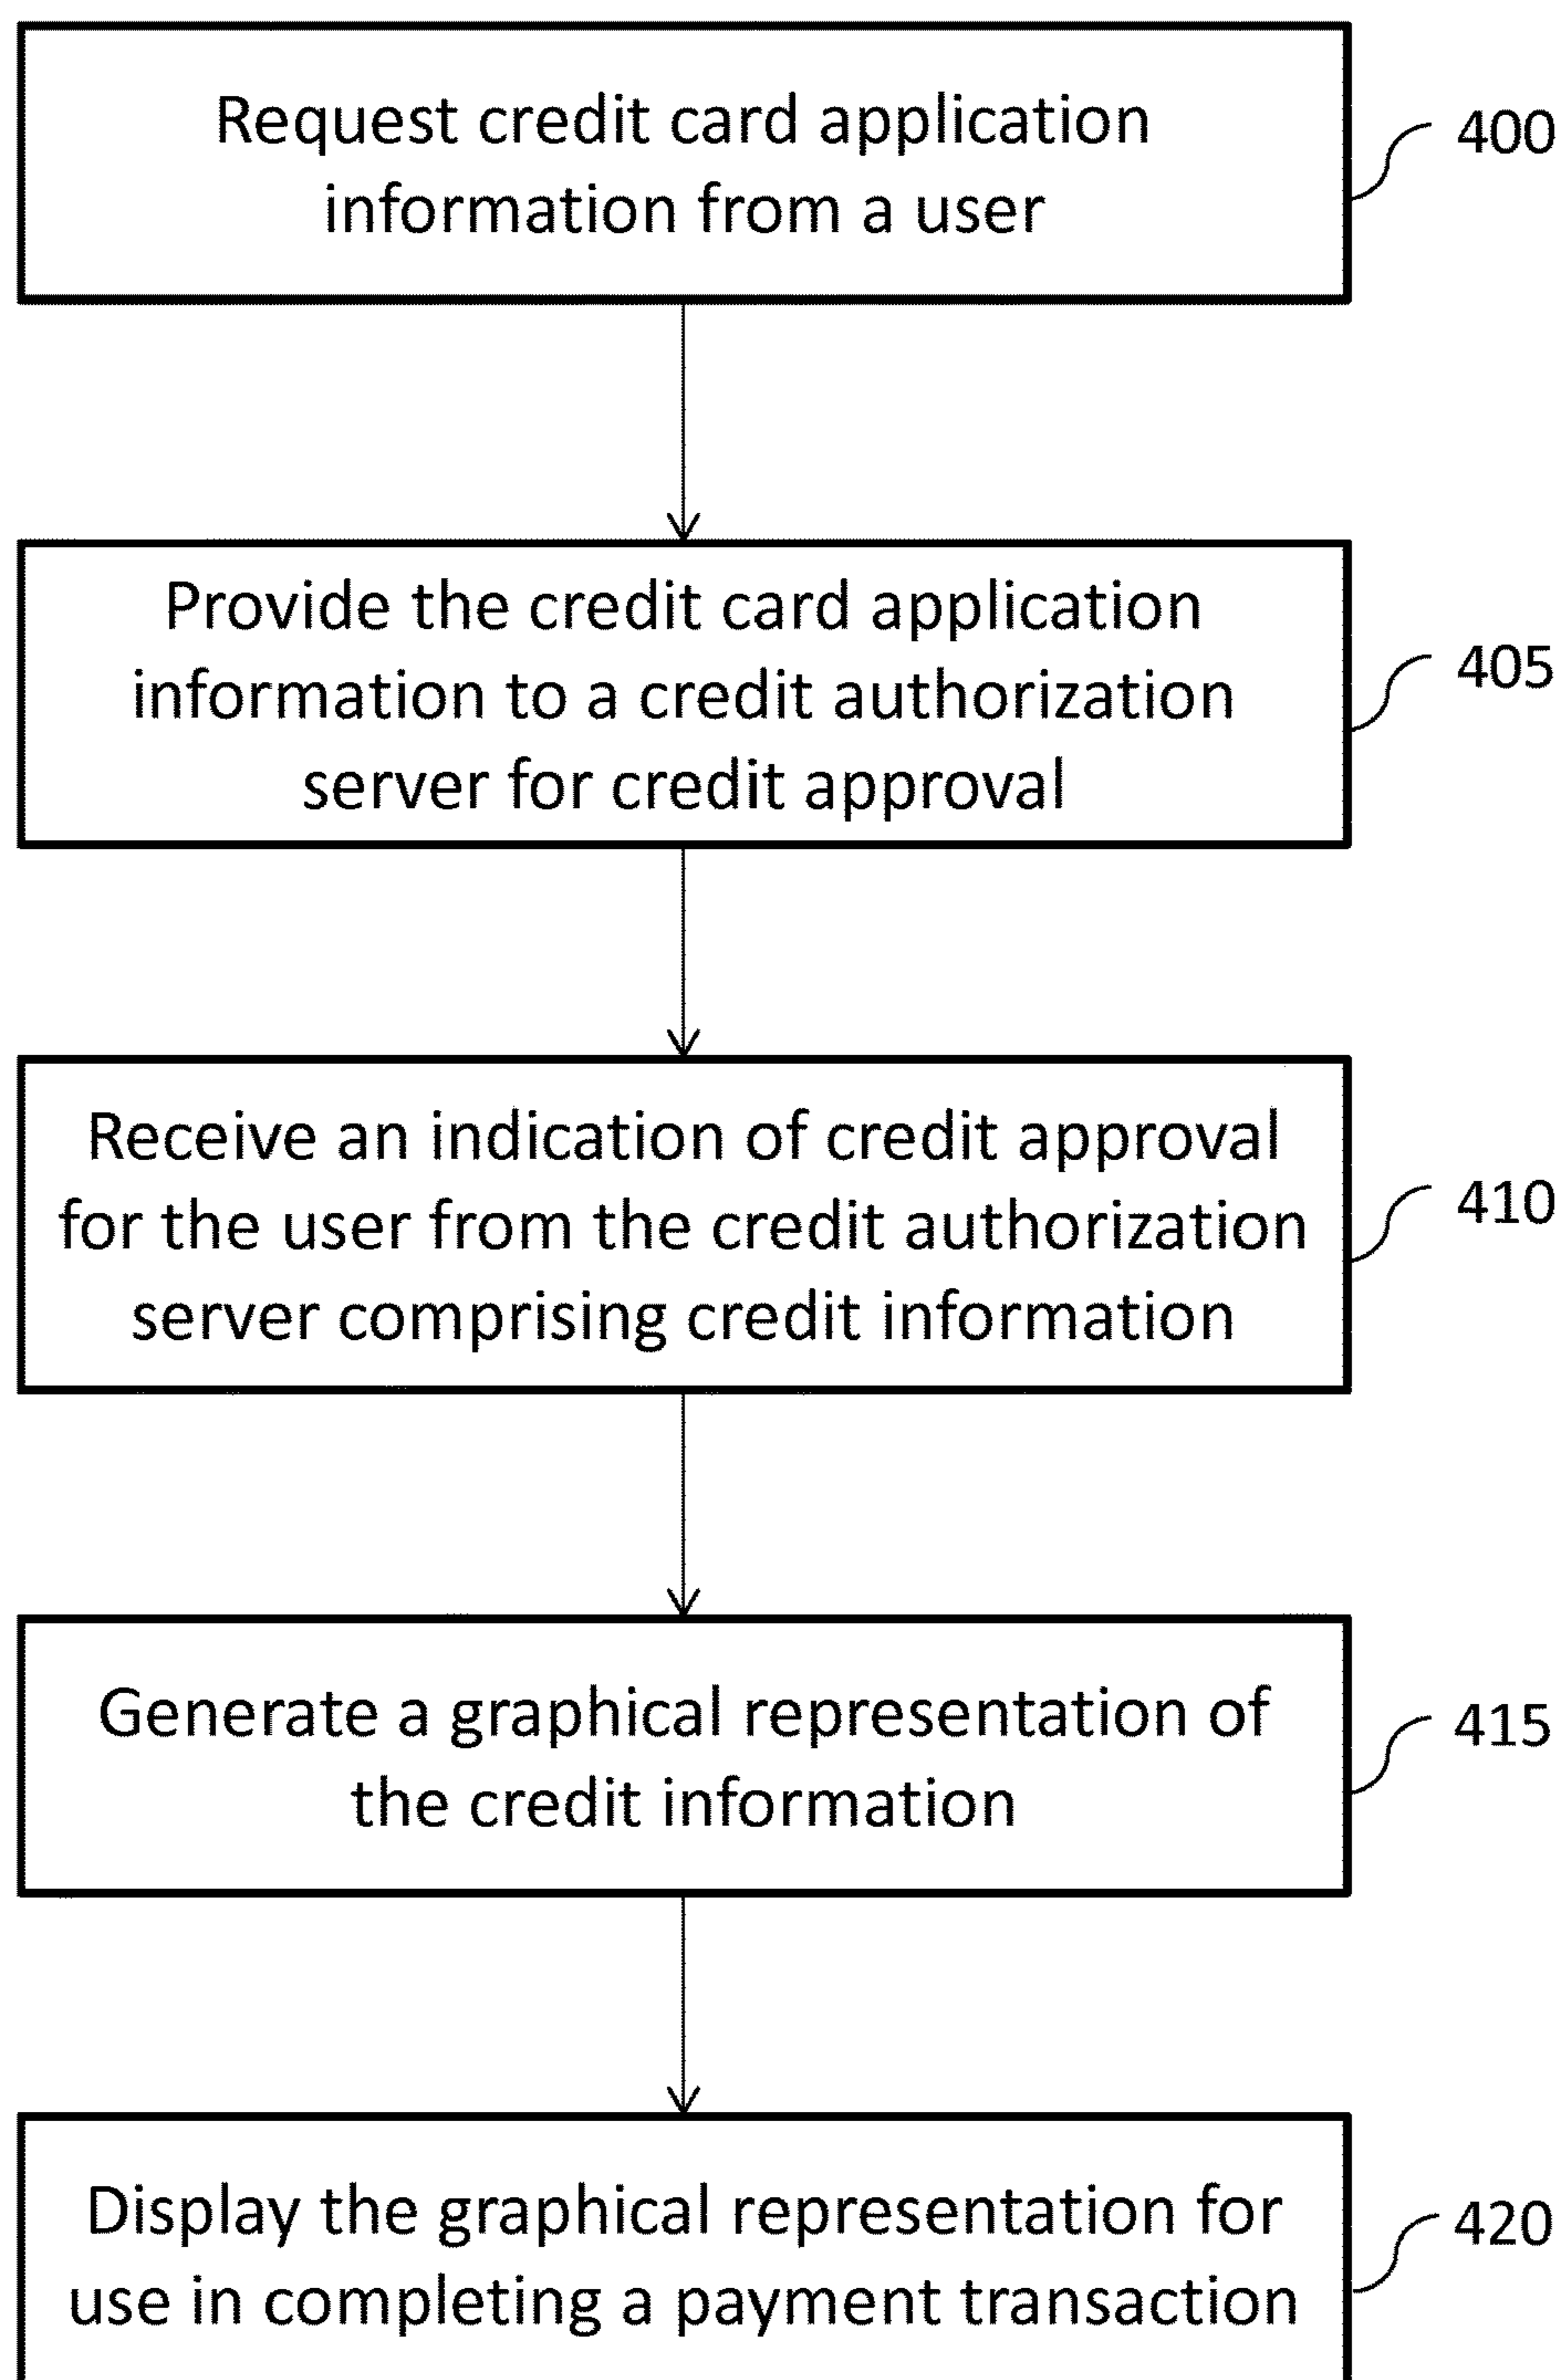 Request credit card application
information from a user
400
Provide the credit card application
information to a credit authorization
server for credit approval
405
Receive an indication of credit approval
for the user from the credit authorization
server comprising credit information
410
Generate a graphical representation of
the credit information
415
Display the graphical representation for
use in completing a payment transaction
420